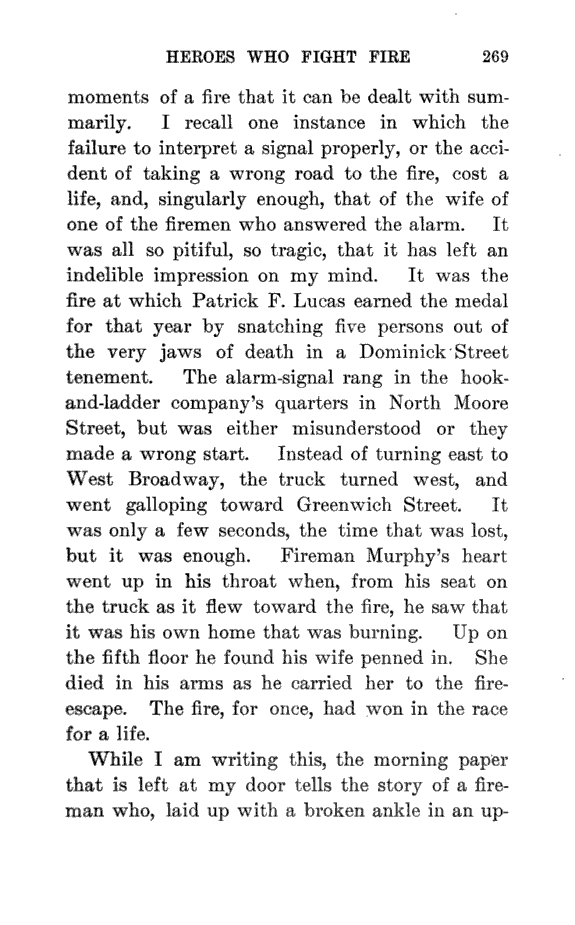 HEROES WHO FIGHT FIRE 269
moments of a fire that it can be dealt with sum-
marily. I recall one instance in which the
failure to interpret a signal properly, or the acci-
dent of taking a wrong road to the fire, cost a
life, and, singularly enough, that of the wife of
one of the firemen who answered the alarm. It
was all so pitiful, so tragic, that it has left an
indelible impression on my mind. It was the
fire at which Patrick F. Lucas earned the medal
for that year by snatching five persons out of
the very jaws of death in a Dominick Street
tenement. The alarm-signal rang in the hook-
and-ladder company's quarters in North Moore
Street, but was either misunderstood or they
made a wrong start. Instead of turning east to
West Broadway, the truck turned west, and
went galloping toward Greenwich Street. It
was only a few seconds, the time that was lost,
but it was enough. Fireman Murphy's heart
went up in his throat when, from his seat on
the truck as it flew toward the fire, he saw that
it was his own home that was burning. Up on
the fifth floor he found his wife penned in. She
died in his arms as he carried her to the fire-
escape. The fire, for once, had won in the race
for a life.
While I am writing this, the morning paper
that is left at my door tells the story of a fire-
man who, laid up with a broken ankle in an up-